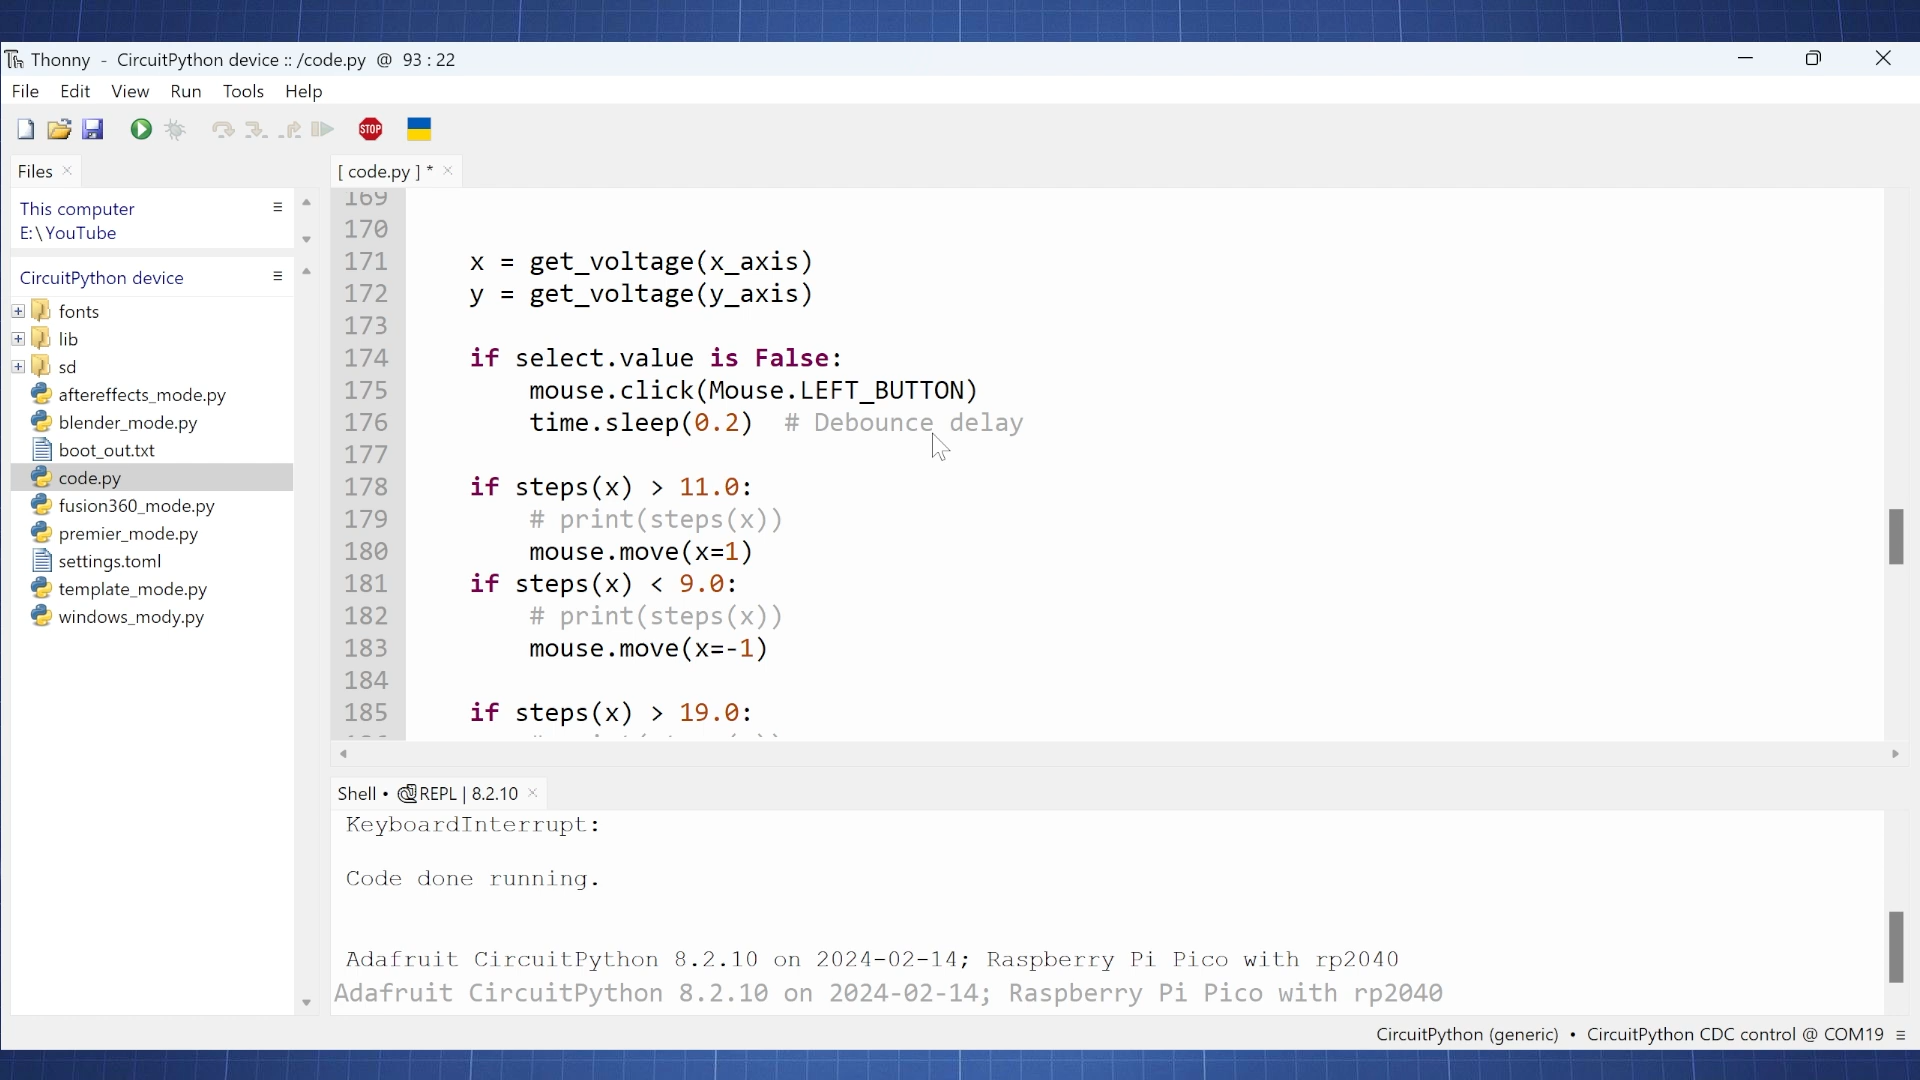 Thonny - CircuitPython device :: /code.py @ 93 : 22
File Edit View Run Tools Help
STOP
Files
[ code.py ] *
This computer
E:\YouTube
CircuitPython device
fonts
lib
sd
aftereffects_mode.py
blender_mode.py
boot_out.txt
code.py
fusion360_mode.py
premier_mode.py
settings.toml
template_mode.py
windows_mody.py
169
170
171 x = get_voltage(x_axis)
172 y = get_voltage(y_axis)
173
174 if select.value is False:
175 mouse.click(Mouse.LEFT_BUTTON)
176 time.sleep(0.2) # Debounce delay
177
178 if steps(x) > 11.0:
179 # print(steps(x))
180 mouse.move(x=1)
181 if steps(x) < 9.0:
182 # print(steps(x))
183 mouse.move(x=-1)
184
185 if steps(x) > 19.0:
Shell • REPL | 8.2.10
KeyboardInterrupt:
Code done running.
Adafruit CircuitPython 8.2.10 on 2024-02-14; Raspberry Pi Pico with rp2040
Adafruit CircuitPython 8.2.10 on 2024-02-14; Raspberry Pi Pico with rp2040
CircuitPython (generic) • CircuitPython CDC control @ COM19